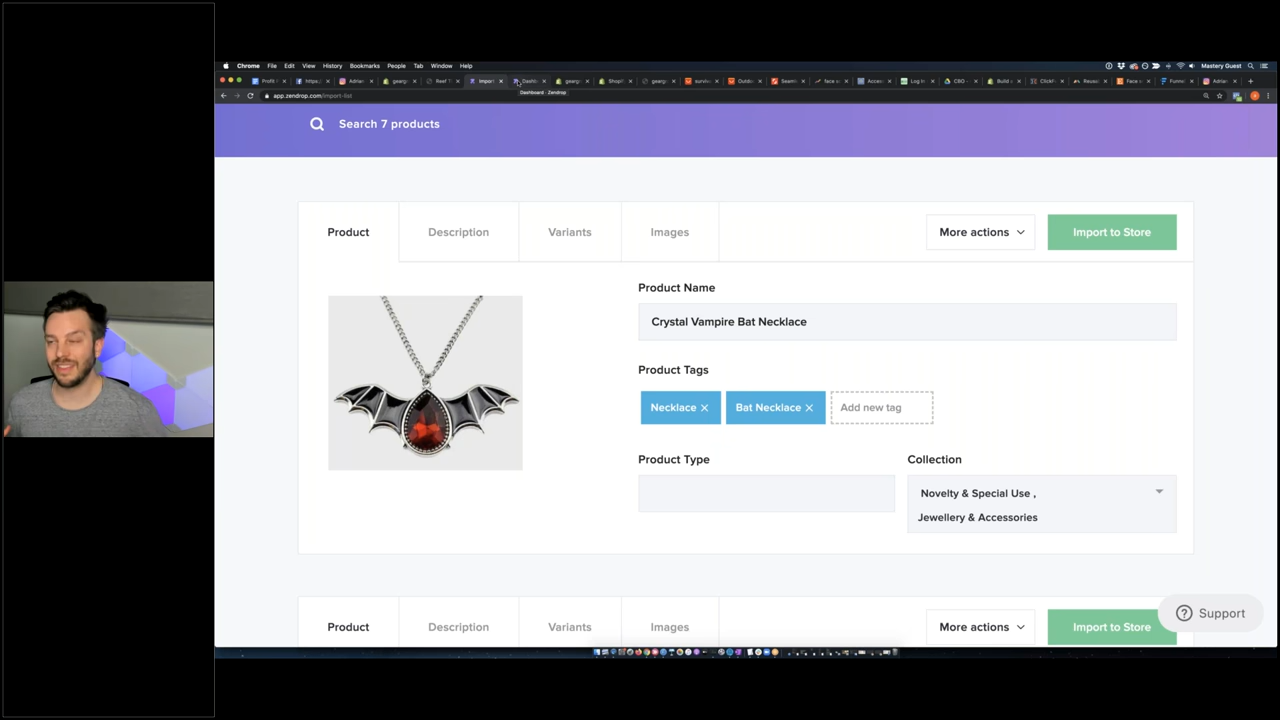 Chrome File Edit View History Bookmarks People Tab Window Help
Mastery Guest
Dashboard - Zendrop
app.zendrop.com/import-list
Search 7 products
Product Description Variants Images More actions Import to Store
Product Name
Crystal Vampire Bat Necklace
Product Tags
Necklace × Bat Necklace × Add new tag
Product Type Collection
Novelty & Special Use ,
Jewellery & Accessories
Support
Product Description Variants Images More actions Import to Store